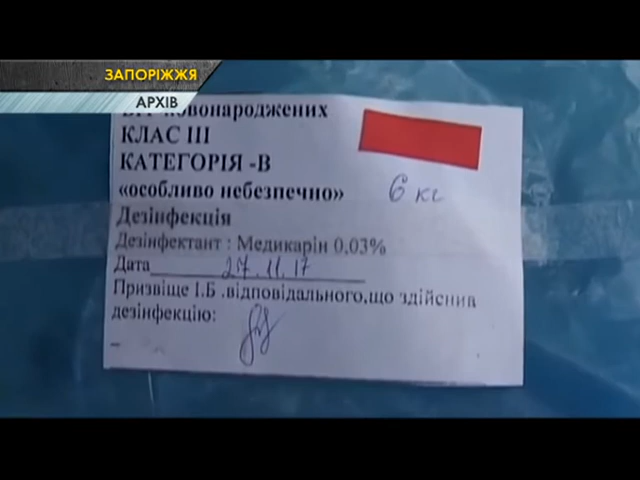 ЗАПОРІЖЖЯ
АРХІВ
новонароджених
КЛАС ІІІ
КАТЕГОРІЯ -В
«особливо небезпечно» 6 кг
Дезінфекція
Дезінфектант : Медикарін 0,03%
Дата 27.11.17
Призвіще І.Б .відповідального,що здійснив
дезінфекцію: